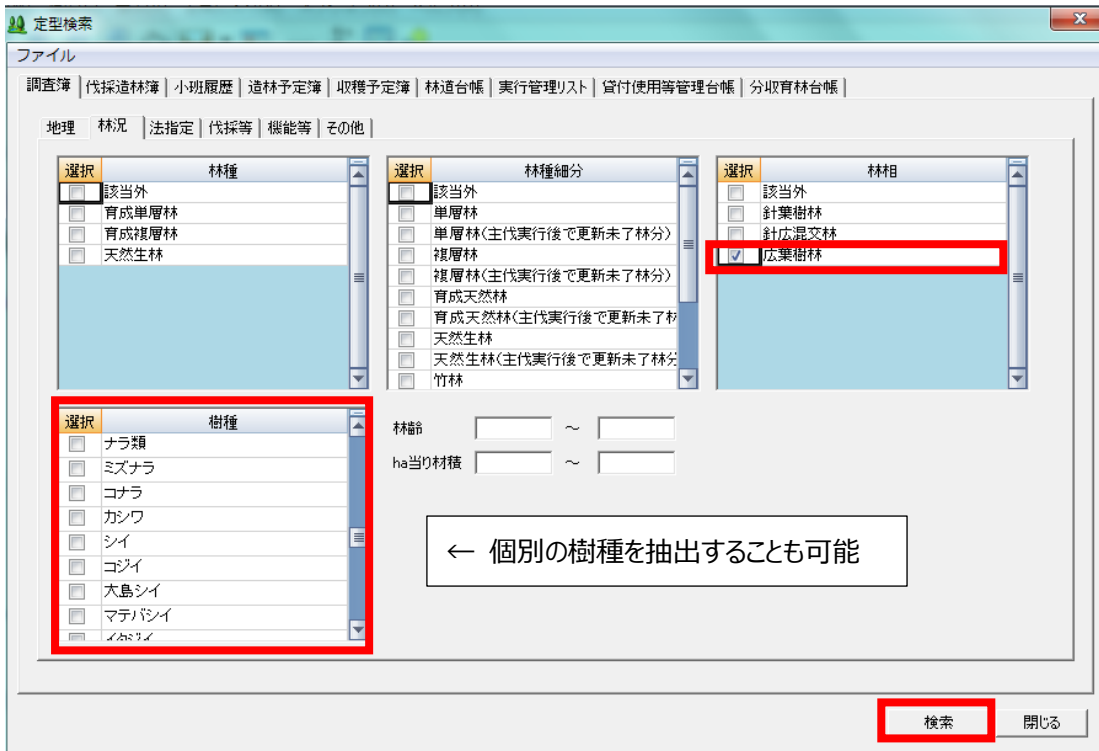 定型検索
ファイル
調査簿 伐採造林簿 小班履歴 造林予定簿 収穫予定簿 林道台帳 実行管理リスト 貸付使用等管理台帳 分収育林台帳
地理 林況 法指定 伐採等 機能等 その他
選択 林種
該当外
育成単層林
育成複層林
天然生林
選択 林種細分
該当外
単層林
単層林(主伐実行後で更新未了林分)
複層林
複層林(主伐実行後で更新未了林分)
育成天然林
育成天然林(主伐実行後で更新未了林
天然生林
天然生林(主伐実行後で更新未了林分
竹林
選択 林相
該当外
針葉樹林
針広混交林
広葉樹林
選択 樹種
ナラ類
ミズナラ
コナラ
カシワ
シイ
コジイ
大島シイ
マテバシイ
林齢 ～
ha当り材積 ～
← 個別の樹種を抽出することも可能
検索 閉じる